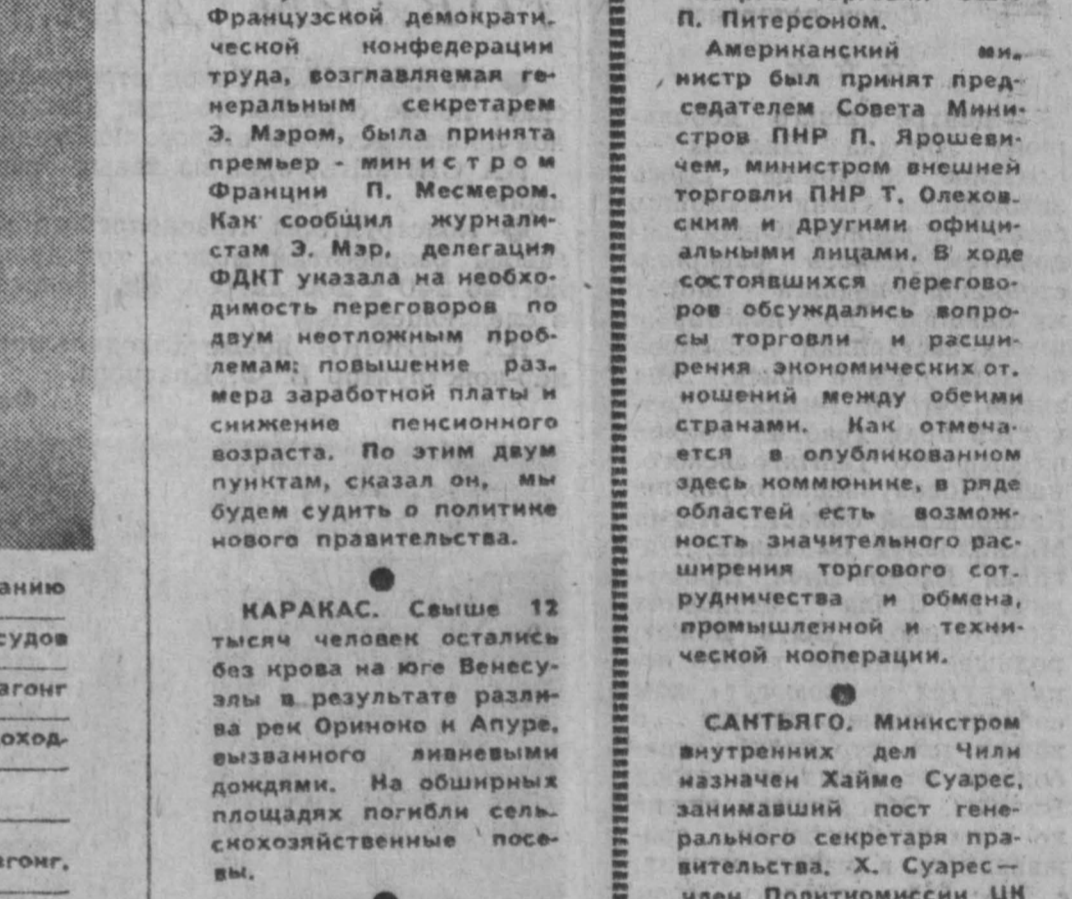 Французской демократи-
ческой конфедерации
труда, возглавляемая ге-
неральным секретарем
Э. Мэром, была принята
премьер - министром
Франции П. Месмером.
Как сообщил журнали-
стам Э. Мэр, делегация
ФДКТ указала на необхо-
димость переговоров по
двум неотложным проб-
лемам: повышение раз-
мера заработной платы и
снижение пенсионного
возраста. По этим двум
пунктам, сказал он, мы
будем судить о политике
нового правительства.
КАРАКАС. Свыше 12
тысяч человек остались
без крова на юге Венесу-
элы в результате разли-
ва рек Ориноко и Апуре,
вызванного ливневыми
дождями. На обширных
площадях погибли сель-
скохозяйственные посе-
вы.
П. Питерсоном.
Американский ми-
нистр был принят пред-
седателем Совета Мини-
стров ПНР П. Ярошеви-
чем, министром внешней
торговли ПНР Т. Олехов-
ским и другими офици-
альными лицами. В ходе
состоявшихся перегово-
ров обсуждались вопро-
сы торговли и расши-
рения экономических от-
ношений между обеими
странами. Как отмеча-
ется в опубликованном
здесь коммюнике, в ряде
областей есть возмож-
ность значительного рас-
ширения торгового сот-
рудничества и обмена,
промышленной и техни-
ческой кооперации.
САНТЬЯГО. Министром
внутренних дел Чили
назначен Хайме Суарес,
занимавший пост гене-
рального секретаря пра-
вительства. Х. Суарес —
член Политкомиссии ЦК
анию
судов
агонг
оход-
агонг.